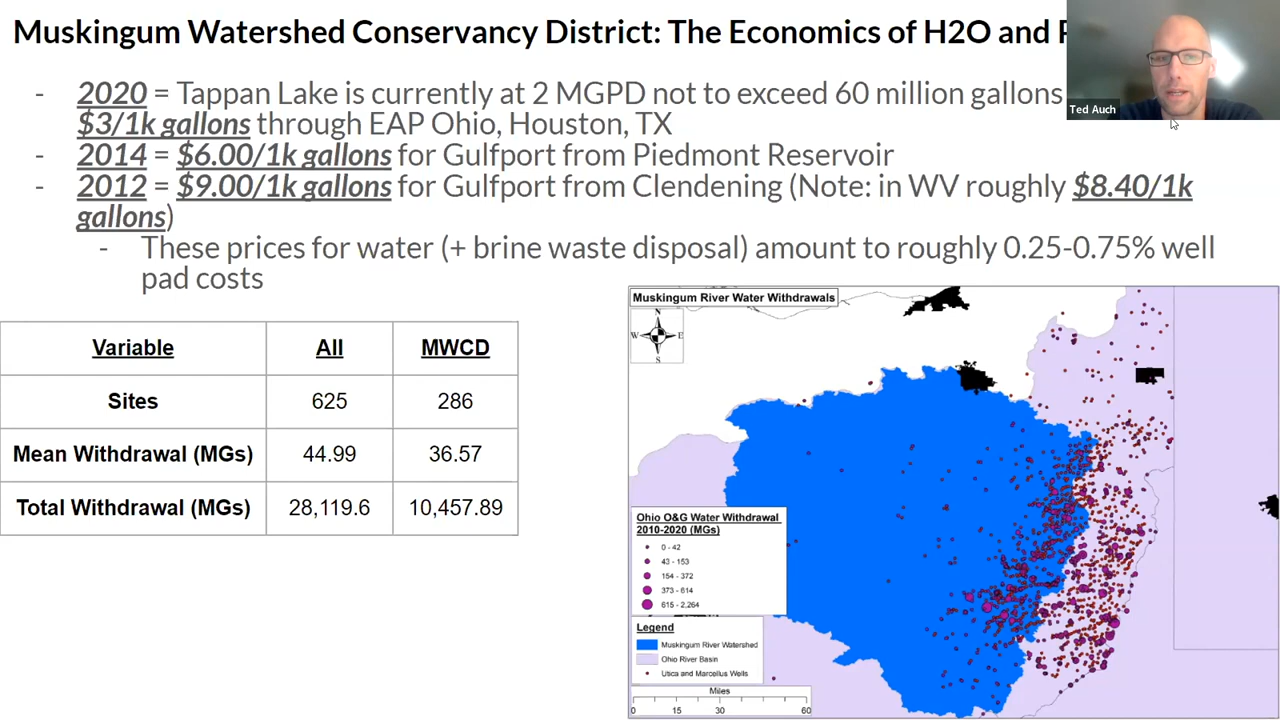 Muskingum Watershed Conservancy District: The Economics of H2O and
Ted Auch
- 2020 = Tappan Lake is currently at 2 MGPD not to exceed 60 million gallons
$3/1k gallons through EAP Ohio, Houston, TX
- 2014 = $6.00/1k gallons for Gulfport from Piedmont Reservoir
- 2012 = $9.00/1k gallons for Gulfport from Clendening (Note: in WV roughly $8.40/1k
gallons)
- These prices for water (+ brine waste disposal) amount to roughly 0.25-0.75% well
pad costs
Variable All MWCD
Sites 625 286
Mean Withdrawal (MGs) 44.99 36.57
Total Withdrawal (MGs) 28,119.6 10,457.89
Muskingum River Water Withdrawals
N
W E
S
Ohio O&G Water Withdrawal
2010-2020 (MGs)
0 - 42
43 - 153
154 - 372
373 - 614
615 - 2,264
Legend
Muskingum River Watershed
Ohio River Basin
Utica and Marcellus Wells
Miles
0 15 30 60